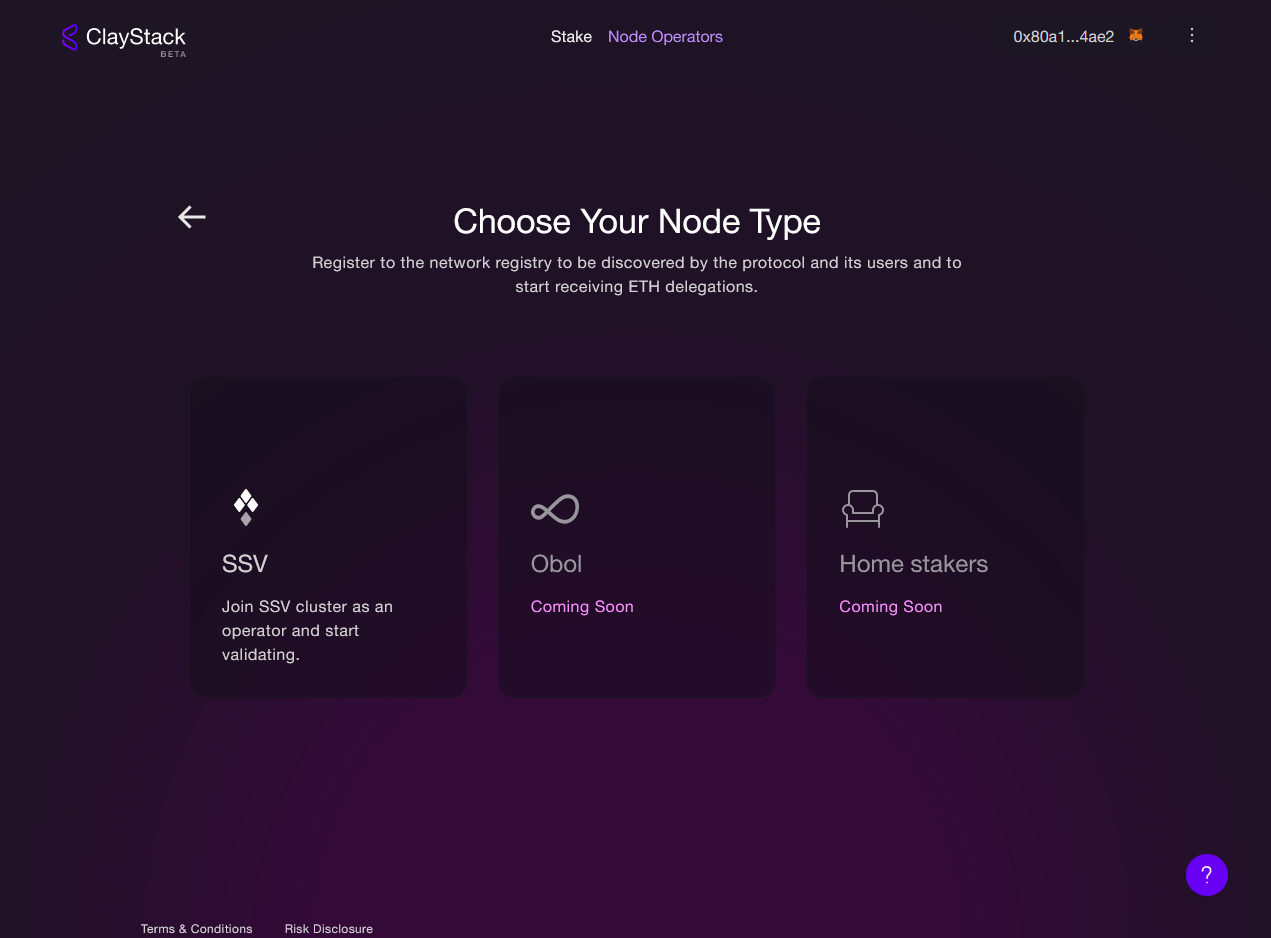 ClayStack
BETA
Stake
Node Operators
0x80a1...4ae2
Choose Your Node Type
Register to the network registry to be discovered by the protocol and its users and to
start receiving ETH delegations.
SSV
Join SSV cluster as an
operator and start
validating.
Obol
Coming Soon
Home stakers
Coming Soon
?
Terms & Conditions
Risk Disclosure